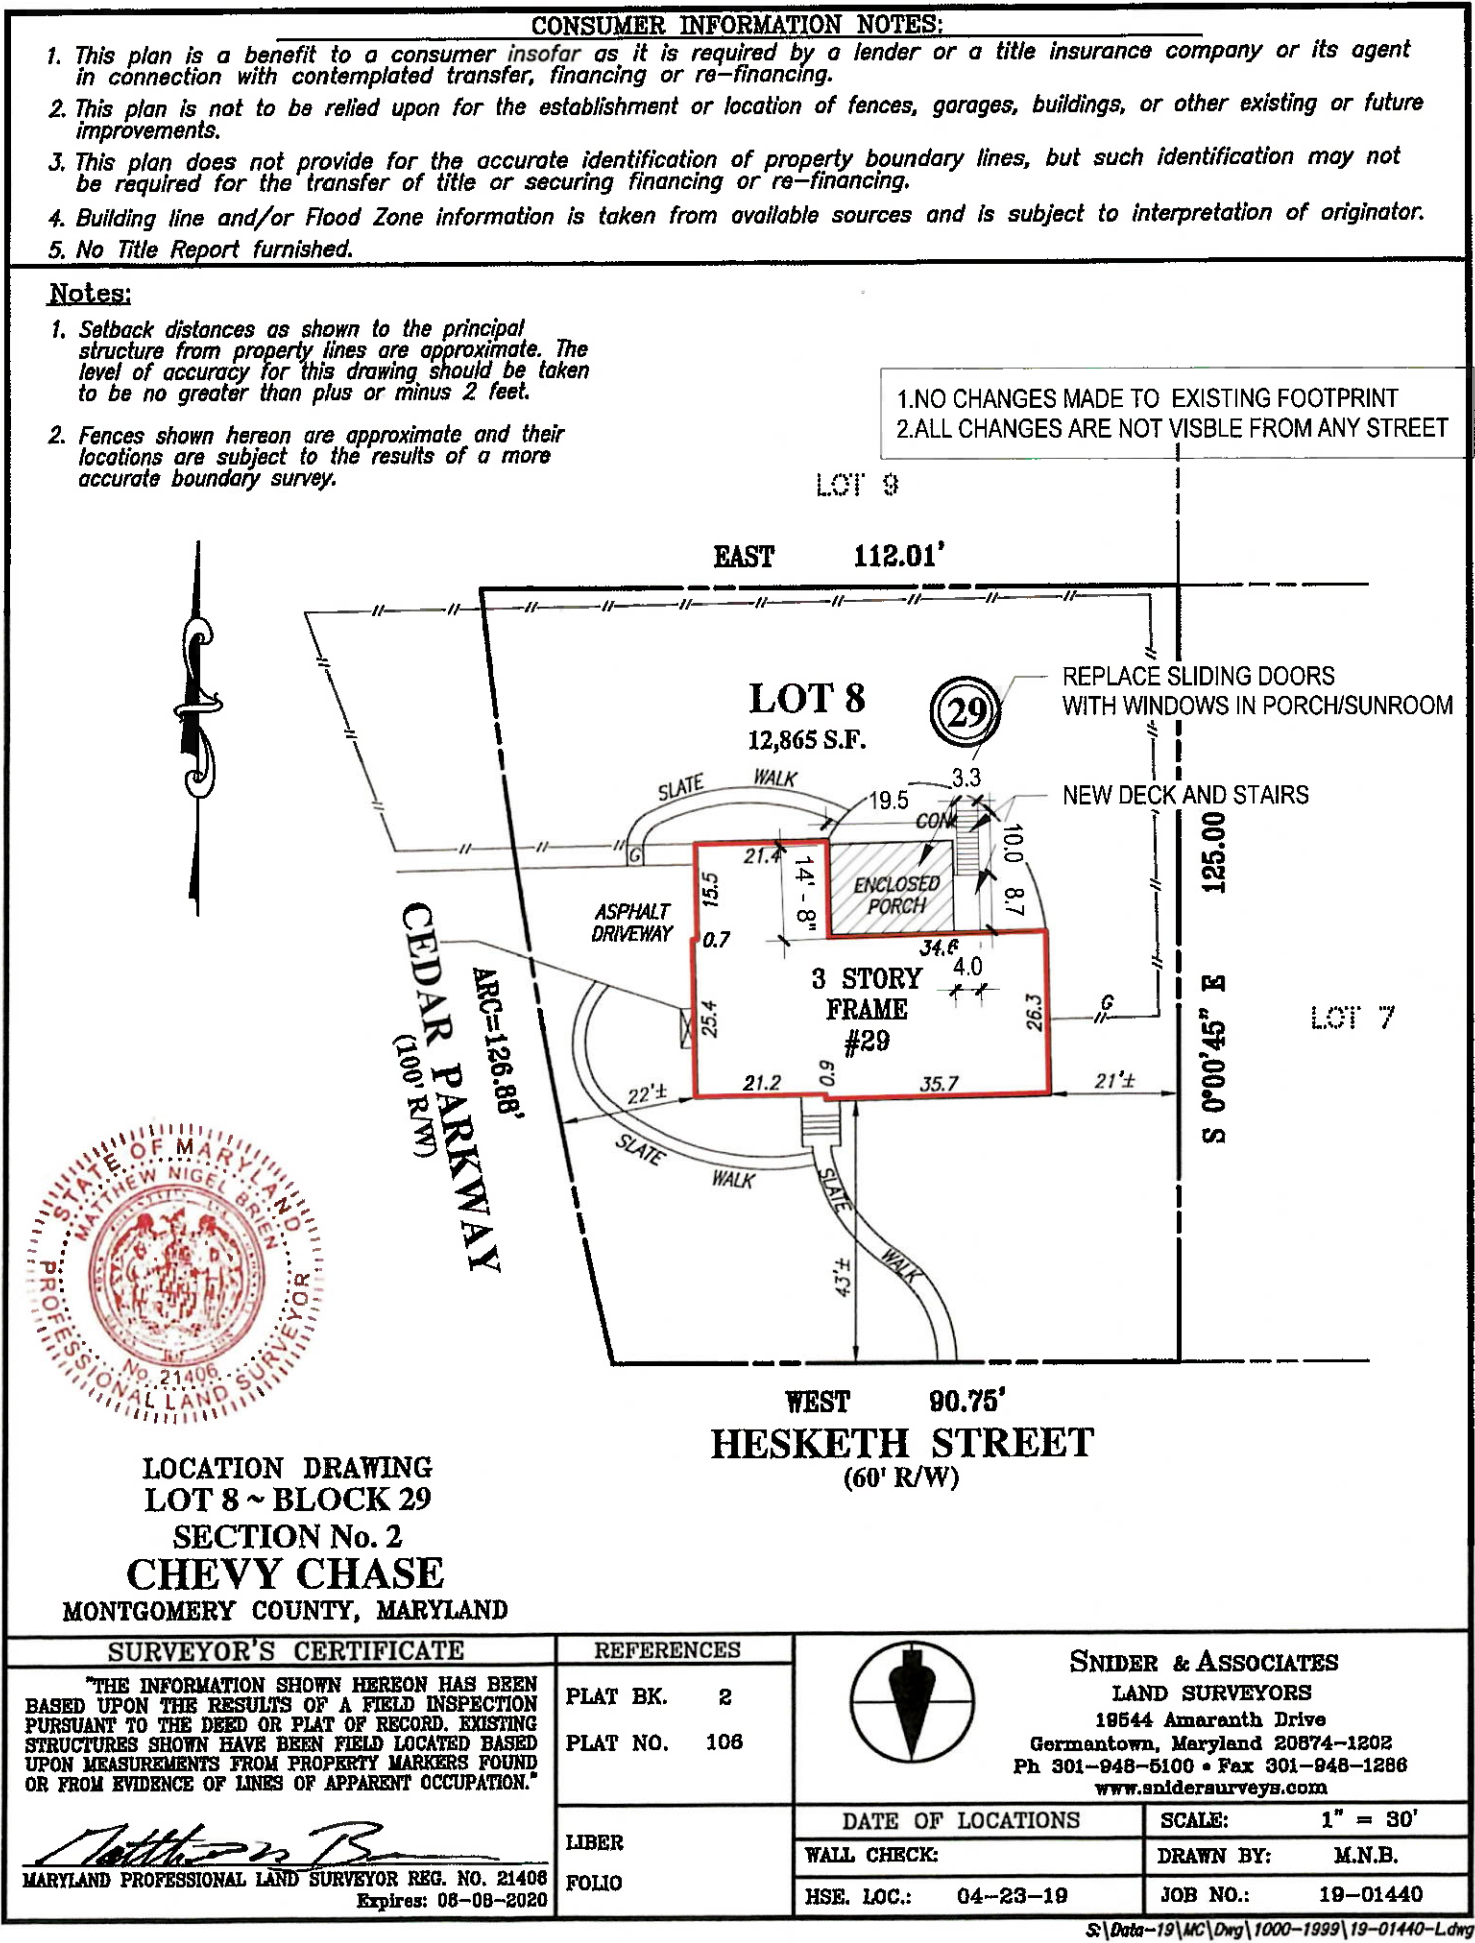 CONSUMER INFORMATION NOTES:
1. This plan is a benefit to a consumer insofar as it is required by a lender or a title insurance company or its agent
in connection with contemplated transfer, financing or re-financing.
2. This plan is not to be relied upon for the establishment or location of fences, garages, buildings, or other existing or future
improvements.
3. This plan does not provide for the accurate identification of property boundary lines, but such identification may not
be required for the transfer of title or securing financing or re-financing.
4. Building line and/or Flood Zone information is taken from available sources and is subject to interpretation of originator.
5. No Title Report furnished.
Notes:
1. Setback distances as shown to the principal
structure from property lines are approximate. The
level of accuracy for this drawing should be taken
to be no greater than plus or minus 2 feet.
2. Fences shown hereon are approximate and their
locations are subject to the results of a more
accurate boundary survey.
1.NO CHANGES MADE TO EXISTING FOOTPRINT
2.ALL CHANGES ARE NOT VISBLE FROM ANY STREET
LOT 9
EAST 112.01'
LOT 8
12,865 S.F.
29
REPLACE SLIDING DOORS
WITH WINDOWS IN PORCH/SUNROOM
NEW DECK AND STAIRS
SLATE WALK
19.5
3.3
CON
10.0
8.7
G
21.4
14' - 8"
15.5
0.7
ENCLOSED
PORCH
ASPHALT
DRIVEWAY
34.6
4.0
3 STORY
FRAME
#29
25.4
26.3
G
21.2
0.9
35.7
22'±
21'±
43'±
SLATE WALK
SLATE WALK
CEDAR PARKWAY
(100' R/W)
ARC=126.88'
S 0°00'45" E 125.00
LOT 7
WEST 90.75'
HESKETH STREET
(60' R/W)
STATE OF MARYLAND
MATTHEW NIGEL BRIEN
No. 21406
PROFESSIONAL LAND SURVEYOR
LOCATION DRAWING
LOT 8 ~ BLOCK 29
SECTION No. 2
CHEVY CHASE
MONTGOMERY COUNTY, MARYLAND
SURVEYOR'S CERTIFICATE
"THE INFORMATION SHOWN HEREON HAS BEEN
BASED UPON THE RESULTS OF A FIELD INSPECTION
PURSUANT TO THE DEED OR PLAT OF RECORD. EXISTING
STRUCTURES SHOWN HAVE BEEN FIELD LOCATED BASED
UPON MEASUREMENTS FROM PROPERTY MARKERS FOUND
OR FROM EVIDENCE OF LINES OF APPARENT OCCUPATION."
MARYLAND PROFESSIONAL LAND SURVEYOR REG. NO. 21406
Expires: 08-08-2020
REFERENCES
PLAT BK. 2
PLAT NO. 106
LIBER
FOLIO
SNIDER & ASSOCIATES
LAND SURVEYORS
19544 Amaranth Drive
Germantown, Maryland 20874-1202
Ph 301-948-5100 • Fax 301-948-1286
www.snidersurveys.com
DATE OF LOCATIONS
WALL CHECK:
HSE. LOC.: 04-23-19
SCALE: 1" = 30'
DRAWN BY: M.N.B.
JOB NO.: 19-01440
S:\Data-19\MC\Dwg\1000-1999\19-01440-L.dwg